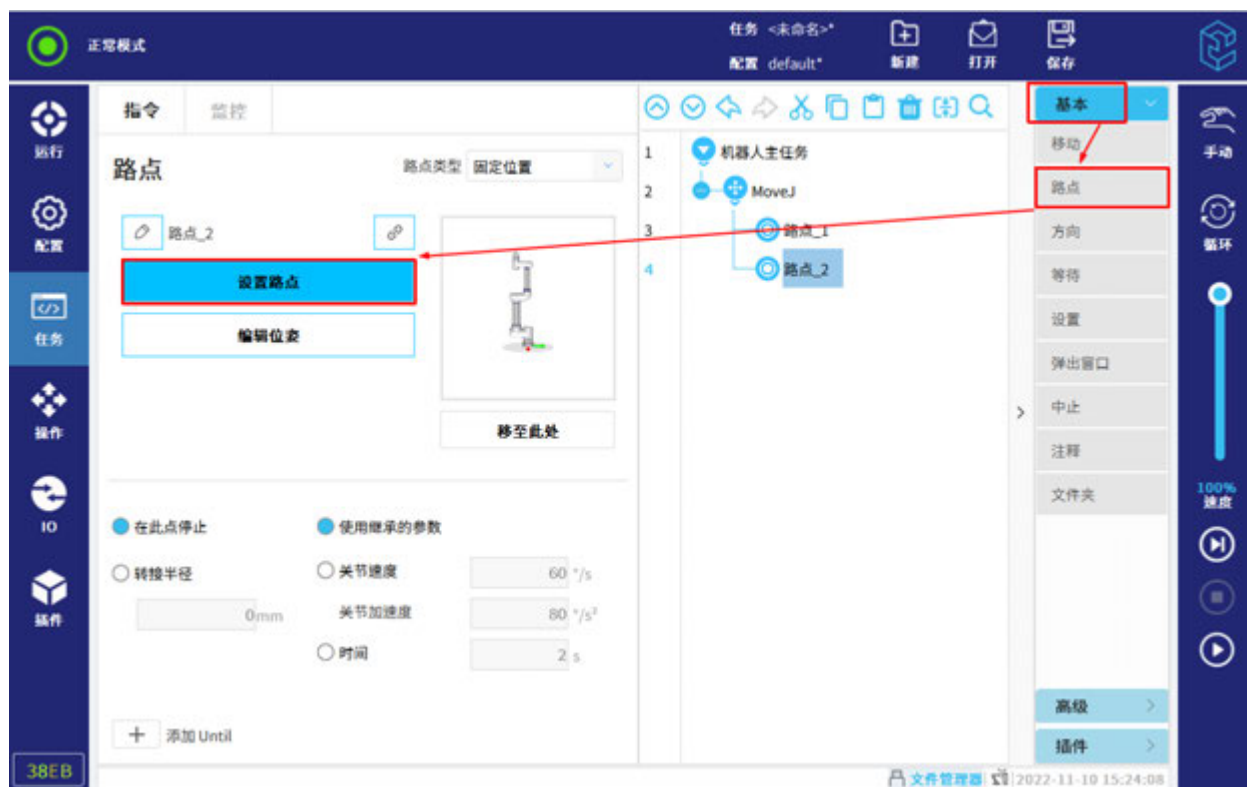 正常模式
任务 <未命名>*
配置 default*
新建
打开
保存
运行
配置
任务
操作
IO
插件
38EB
指令 监控
路点
路点类型 固定位置
路点_2
设置路点
编辑位姿
移至此处
在此点停止
使用继承的参数
转接半径
关节速度 60 °/s
0mm
关节加速度 80 °/s²
时间 2 s
添加 Until
1 机器人主任务
2 MoveJ
3 路点_1
4 路点_2
基本
移动
路点
方向
等待
设置
弹出窗口
中止
注释
文件夹
高级
插件
手动
循环
100%
速度
文件管理器 2022-11-10 15:24:08